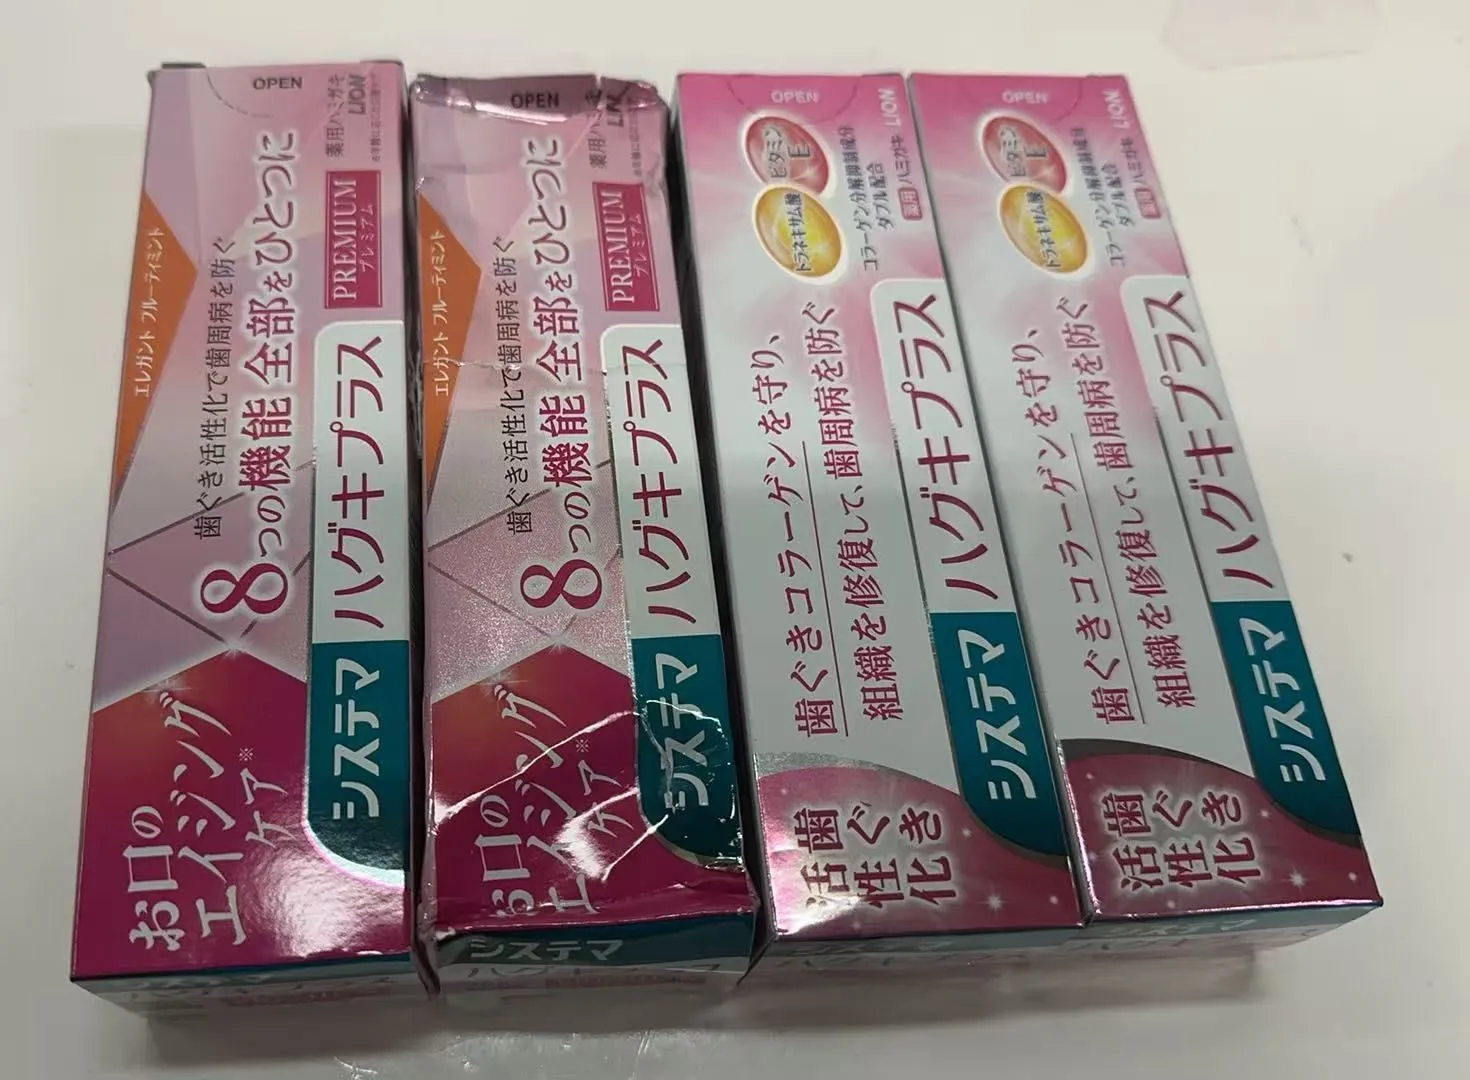 OPEN
薬用ハミガキ
LION
エレガント フルーティミント
PREMIUM
プレミアム
歯ぐき活性化で歯周病を防ぐ
8つの機能全部をひとつに
システマ ハグキプラス
お口の
エイジング
ケア※
OPEN
薬用ハミガキ
エレガント フルーティミント
PREMIUM
プレミアム
歯ぐき活性化で歯周病を防ぐ
8つの機能全部をひとつに
システマ ハグキプラス
お口の
エイジング
ケア※
システマ
OPEN
ビタミン
E
トラネキサム酸
コラーゲン分解抑制成分
ダブル配合
薬用 ハミガキ LION
歯ぐきコラーゲンを守り、
組織を修復して、歯周病を防ぐ
システマ ハグキプラス
歯ぐき
活性化
OPEN
ビタミン
E
トラネキサム酸
コラーゲン分解抑制成分
ダブル配合
薬用 ハミガキ LION
歯ぐきコラーゲンを守り、
組織を修復して、歯周病を防ぐ
システマ ハグキプラス
歯ぐき
活性化